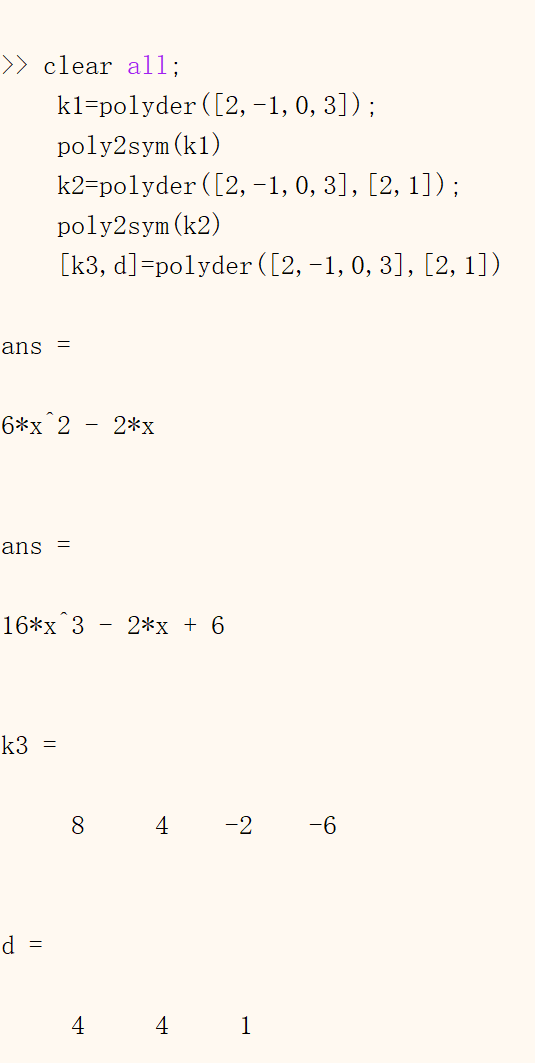 >> clear all;
k1=polyder([2,-1,0,3]);
poly2sym(k1)
k2=polyder([2,-1,0,3],[2,1]);
poly2sym(k2)
[k3,d]=polyder([2,-1,0,3],[2,1])
ans =
6*x^2 - 2*x
ans =
16*x^3 - 2*x + 6
k3 =
8 4 -2 -6
d =
4 4 1